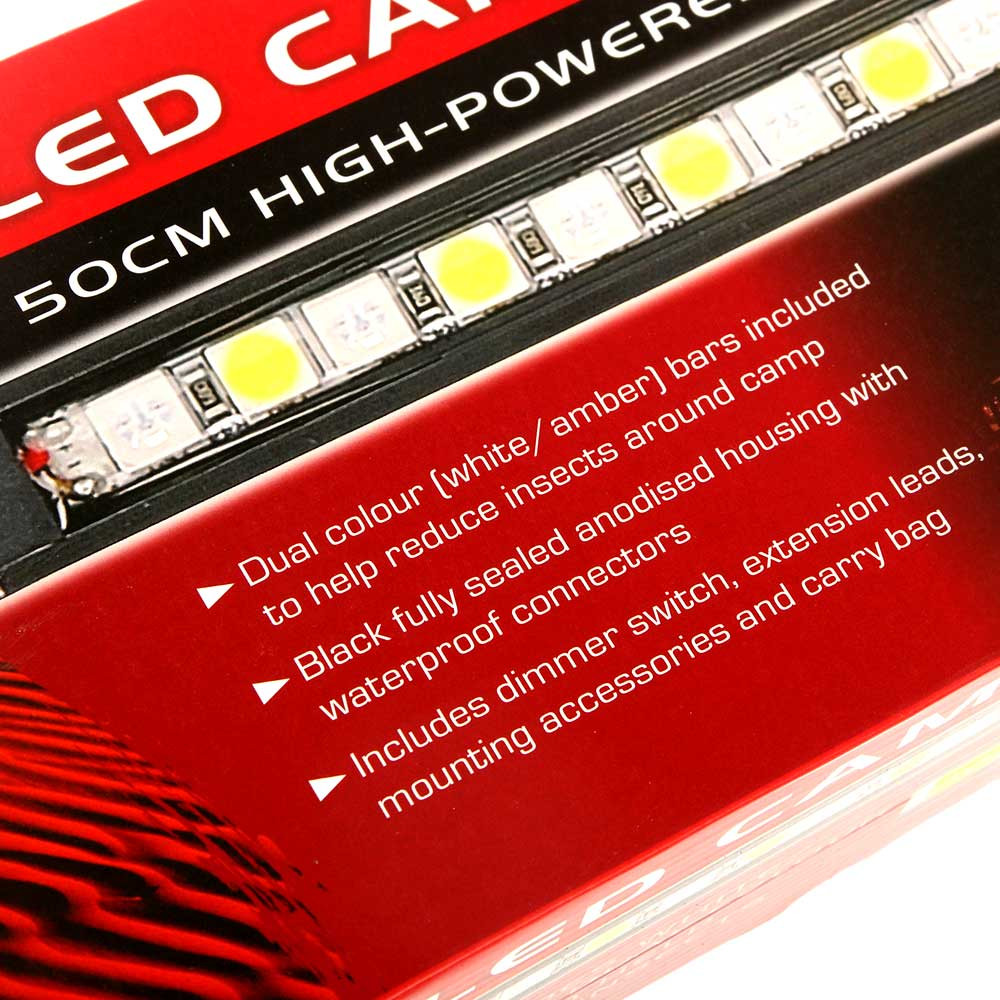 LED CA
50CM HIGH-POWERE
Dual colour (white/amber) bars included
to help reduce insects around camp
Black fully sealed anodised housing with
waterproof connectors
Includes dimmer switch, extension leads,
mounting accessories and carry bag
LED CAM